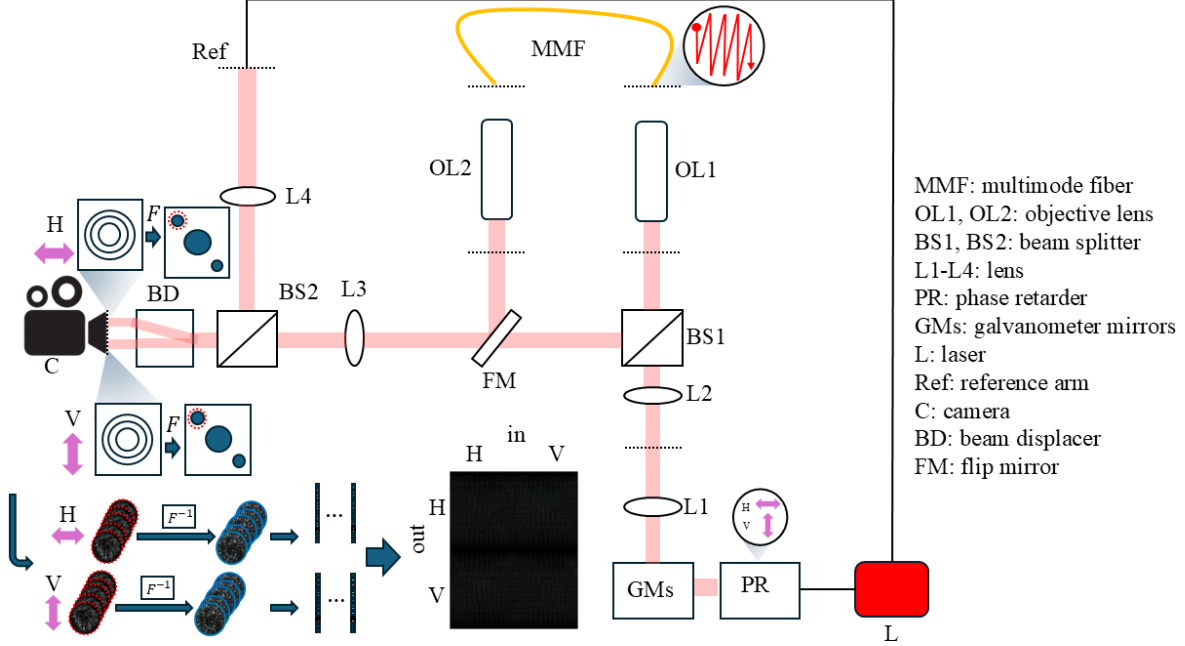 MMF
Ref
OL2
OL1
L4
H
F
BD
BS2
L3
BS1
C
FM
L2
V
F
in
H V
H
F⁻¹
...
H
out
L1
H
V
V
F⁻¹
...
V
GMs
PR
L
MMF: multimode fiber
OL1, OL2: objective lens
BS1, BS2: beam splitter
L1-L4: lens
PR: phase retarder
GMs: galvanometer mirrors
L: laser
Ref: reference arm
C: camera
BD: beam displacer
FM: flip mirror